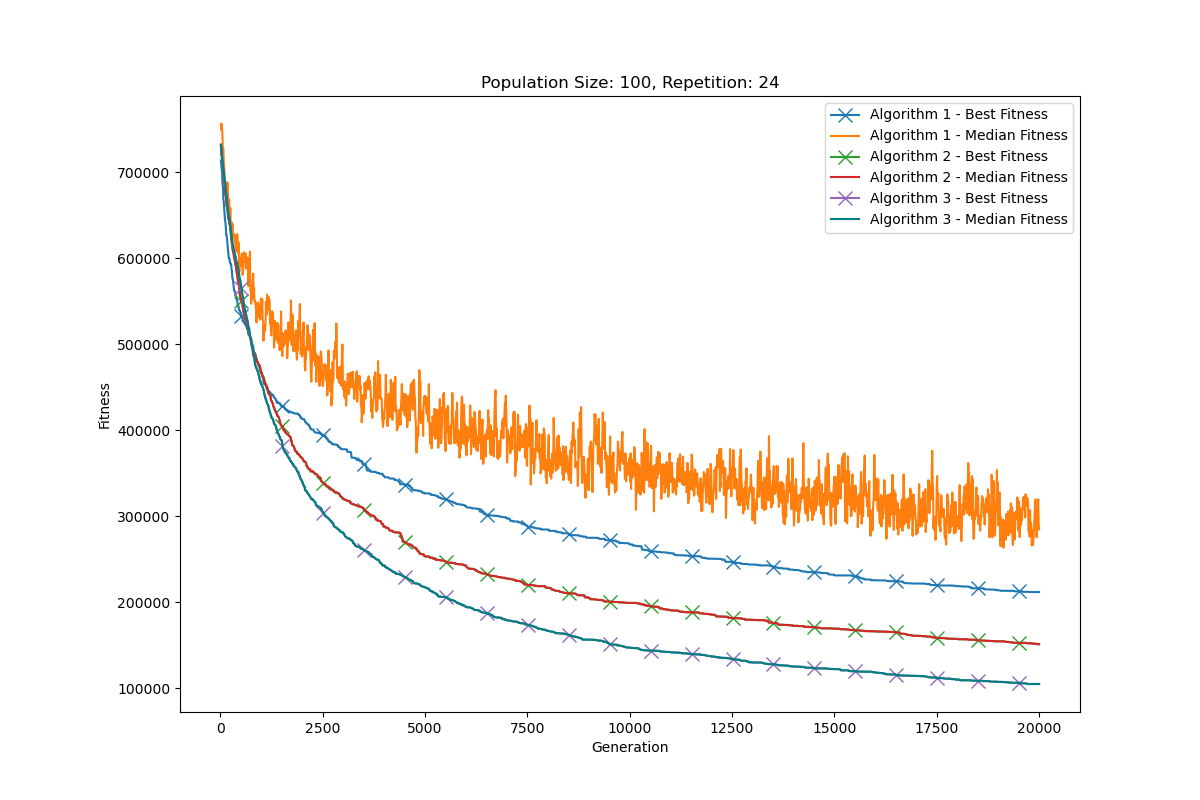 Population Size: 100, Repetition: 24
Algorithm 1 - Best Fitness
Algorithm 1 - Median Fitness
Algorithm 2 - Best Fitness
Algorithm 2 - Median Fitness
Algorithm 3 - Best Fitness
Algorithm 3 - Median Fitness
700000
600000
500000
400000
300000
200000
100000
Fitness
0 2500 5000 7500 10000 12500 15000 17500 20000
Generation